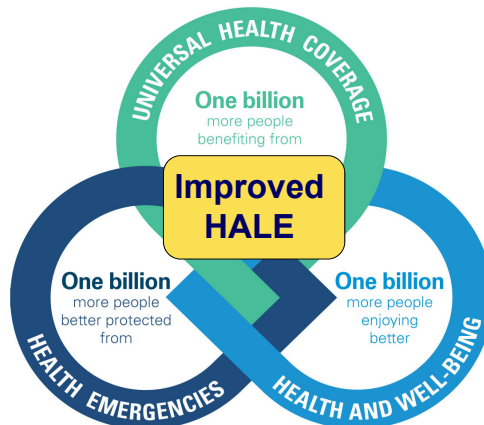 UNIVERSAL HEALTH COVERAGE
One billion
more people
benefiting from
Improved
HALE
One billion
more people
better protected
from
HEALTH EMERGENCIES
One billion
more people
enjoying
better
HEALTH AND WELL-BEING